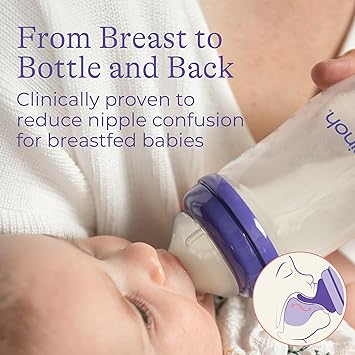 From Breast to
Bottle and Back
Clinically proven to
reduce nipple confusion
for breastfed babies.